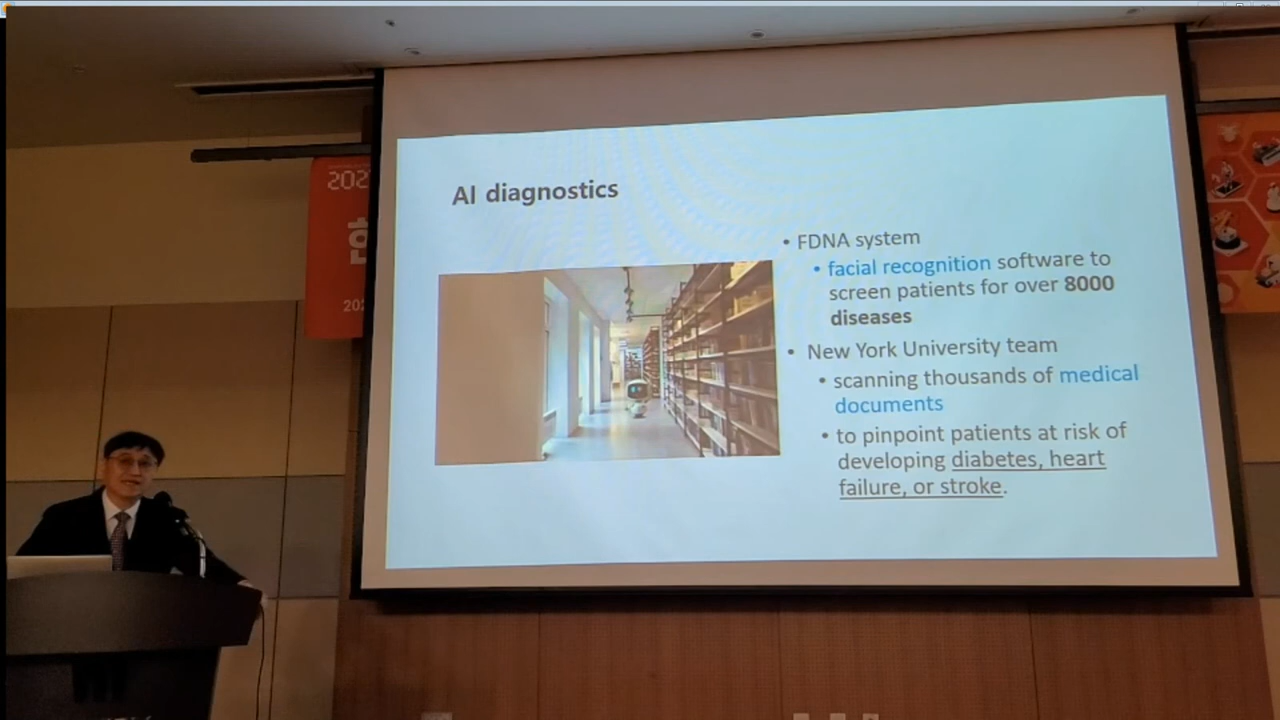 AI diagnostics
• FDNA system
• facial recognition software to
screen patients for over 8000
diseases
• New York University team
• scanning thousands of medical
documents
• to pinpoint patients at risk of
developing diabetes, heart
failure, or stroke.